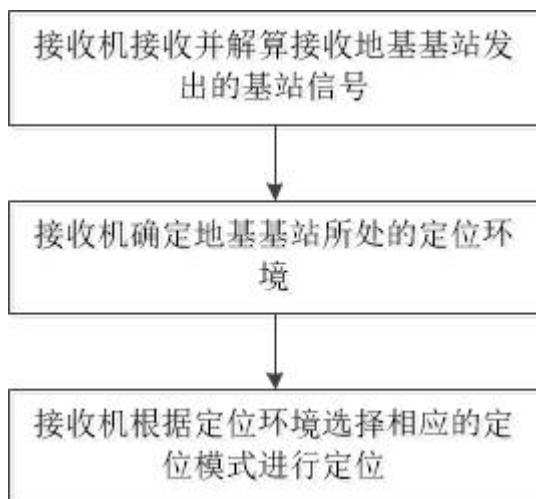 接收机接收并解算接收地基基站发
出的基站信号
接收机确定地基基站所处的定位环
境
接收机根据定位环境选择相应的定
位模式进行定位